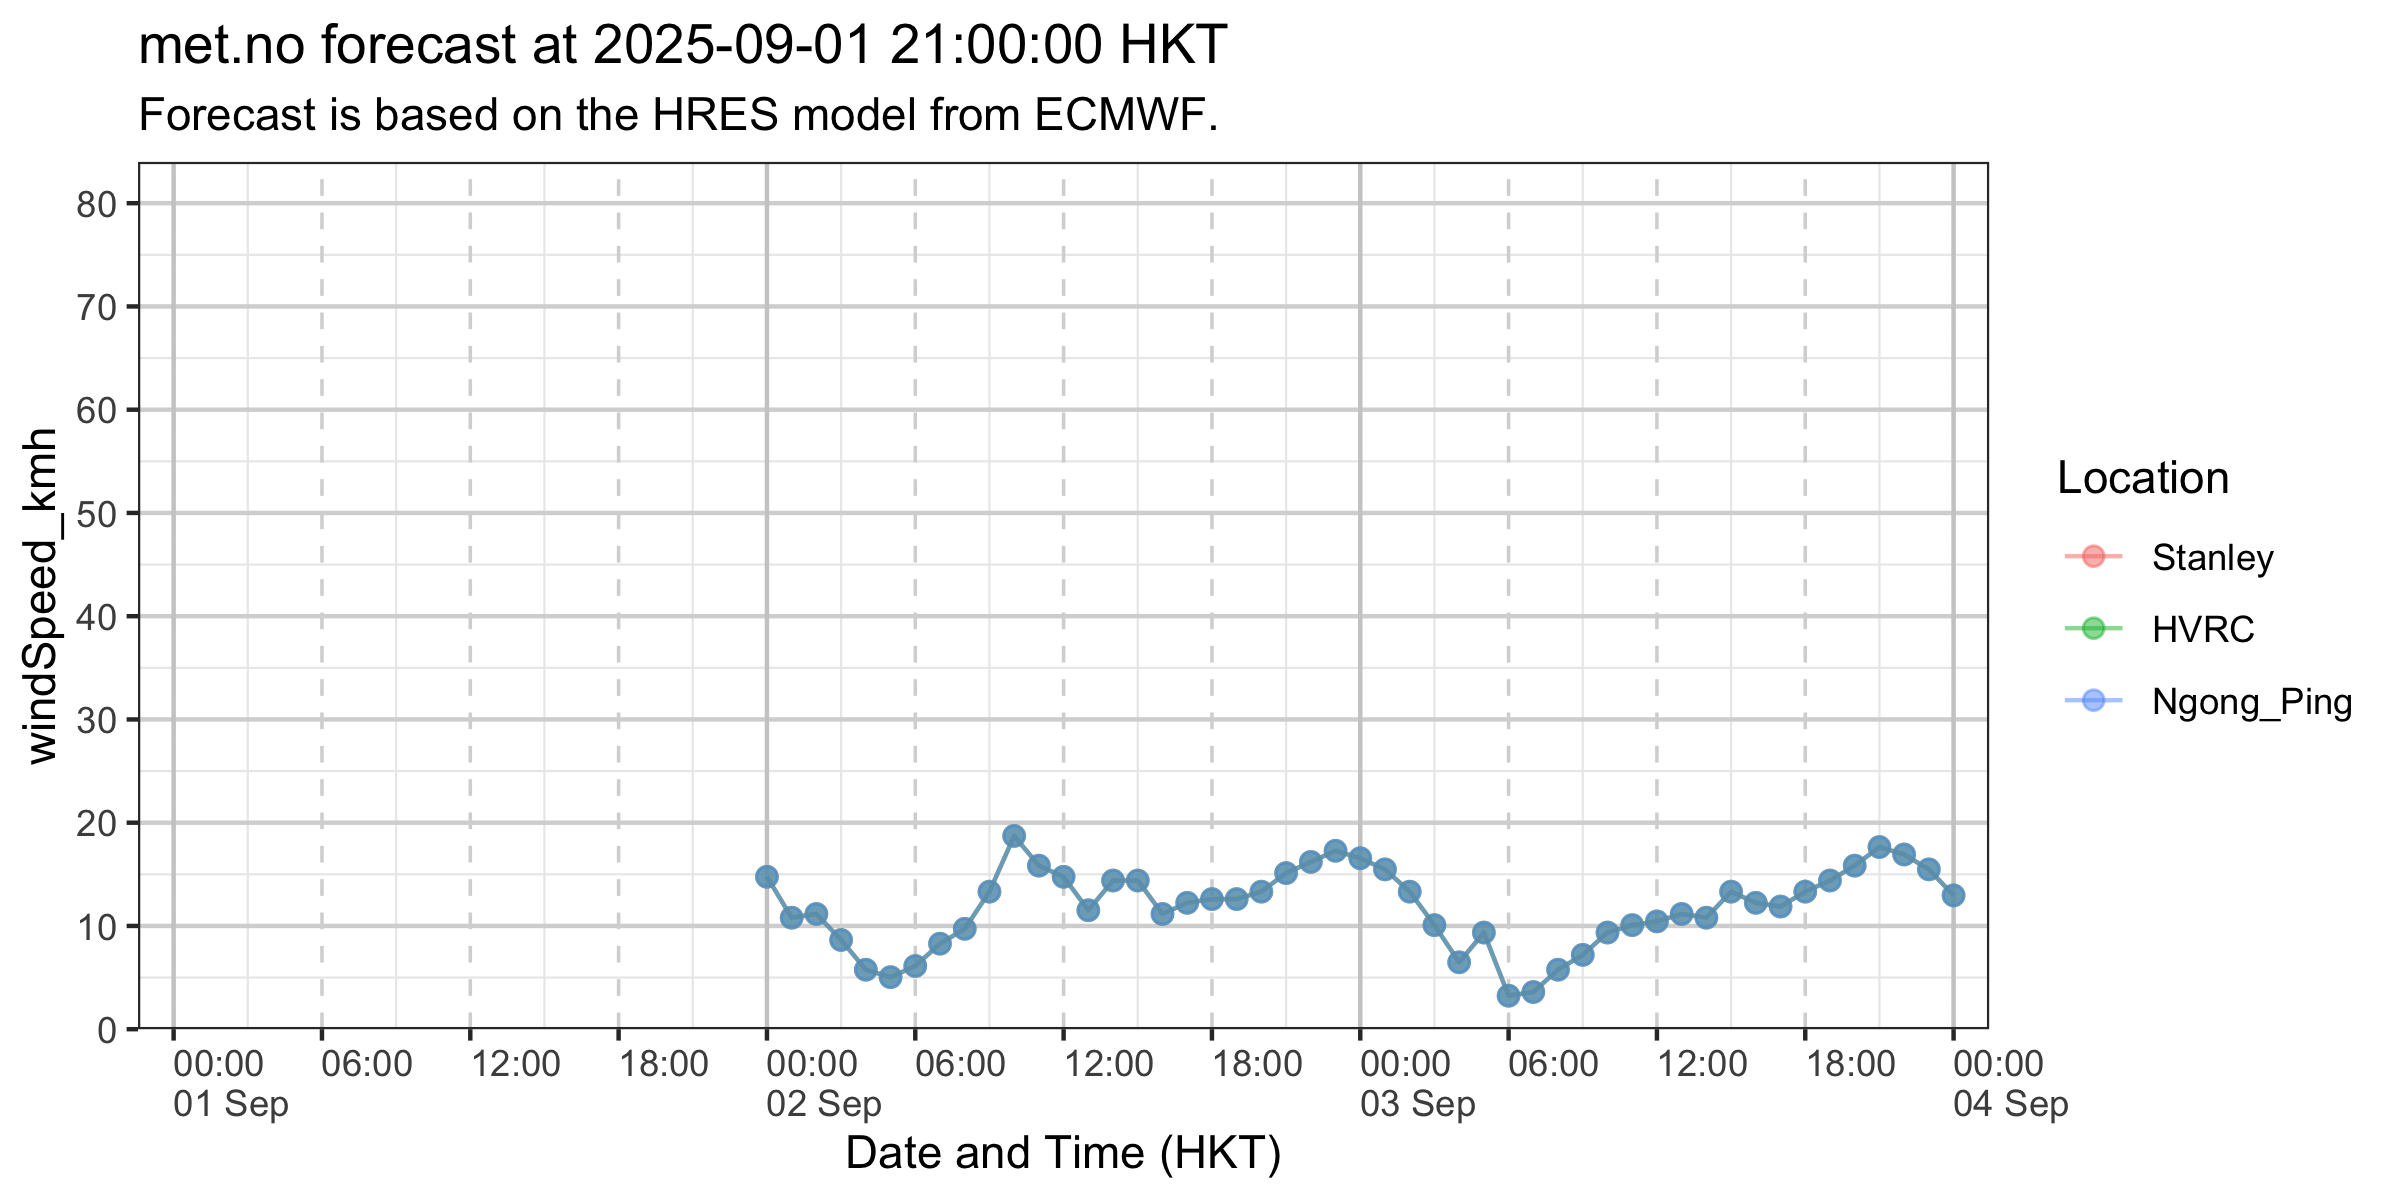 met.no forecast at 2025-09-01 21:00:00 HKT
Forecast is based on the HRES model from ECMWF.
windSpeed_kmh
80
70
60
50
40
30
20
10
0
00:00 06:00 12:00 18:00 00:00 06:00 12:00 18:00 00:00 06:00 12:00 18:00 00:00
01 Sep 02 Sep 03 Sep 04 Sep
Date and Time (HKT)
Location
Stanley
HVRC
Ngong_Ping